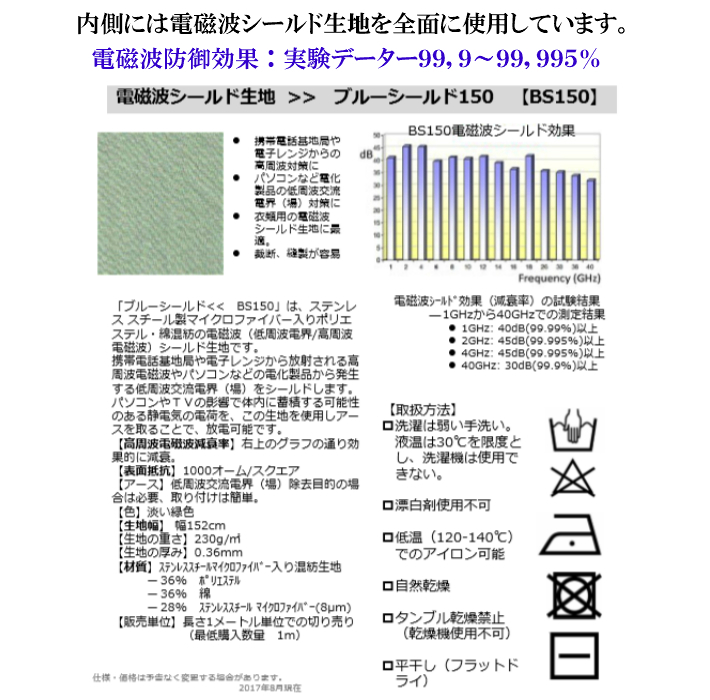 内側には電磁波シールド生地を全面に使用しています。
電磁波防御効果：実験データー99,9～99,995％
電磁波シールド生地　>>　ブルーシールド150　【BS150】
● 携帯電話基地局や
電子レンジからの
高周波対策に
● パソコンなど電化
製品の低周波交流
電界（場）対策に
● 衣類用の電磁波
シールド生地に最
適。
● 裁断、縫製が容易
BS150電磁波シールド効果
dB
50
45
40
35
30
25
20
15
10
5
0
1 2 4 6 8 10 12 14 16 18 26 30 36 40
Frequency (GHz)
「ブルーシールド<<　BS150」は、ステンレ
ス スチール製マイクロファイバー入りポリエ
ステル・綿混紡の電磁波（低周波電界/高周波
電磁波）シールド生地です。
携帯電話基地局や電子レンジから放射される高
周波電磁波やパソコンなどの電化製品から発生
する低周波交流電界（場）をシールドします。
パソコンやＴＶの影響で体内に蓄積する可能性
のある静電気の電荷を、この生地を使用しアー
スを取ることで、放電可能です。
【高周波電磁波減衰率】右上のグラフの通り効
果的に減衰。
【表面抵抗】1000オーム/スクエア
【アース】低周波交流電界（場）除去目的の場
合は必要、取り付けは簡単。
【色】淡い緑色
【生地幅】　幅152cm
【生地の重さ】230g/㎡
【生地の厚み】0.36mm
【材質】ｽﾃﾝﾚｽｽﾁｰﾙﾏｲｸﾛﾌｧｲﾊﾞｰ入り混紡生地
－36%　ﾎﾟﾘｴｽﾃﾙ
－36%　綿
－28%　ｽﾃﾝﾚｽｽﾁｰﾙ ﾏｲｸﾛﾌｧｲﾊﾞｰ(8μm)
【販売単位】長さ1メートル単位での切り売り
（最低購入数量　1m）
電磁波ｼｰﾙﾄﾞ効果（減衰率）の試験結果
―1GHzから40GHzでの測定結果
● 1GHz: 40dB(99.99%)以上
● 2GHz: 45dB(99.995%)以上
● 4GHz: 45dB(99.995%)以上
● 40GHz: 30dB(99.9%)以上
【取扱方法】
洗濯は弱い手洗い。
液温は30℃を限度と
し、洗濯機は使用で
きない。
漂白剤使用不可
低温（120-140℃）
でのアイロン可能
自然乾燥
タンブル乾燥禁止
（乾燥機使用不可）
平干し（フラットド
ライ）
仕様・価格は予告なく変更する場合があります。
2017年8月現在